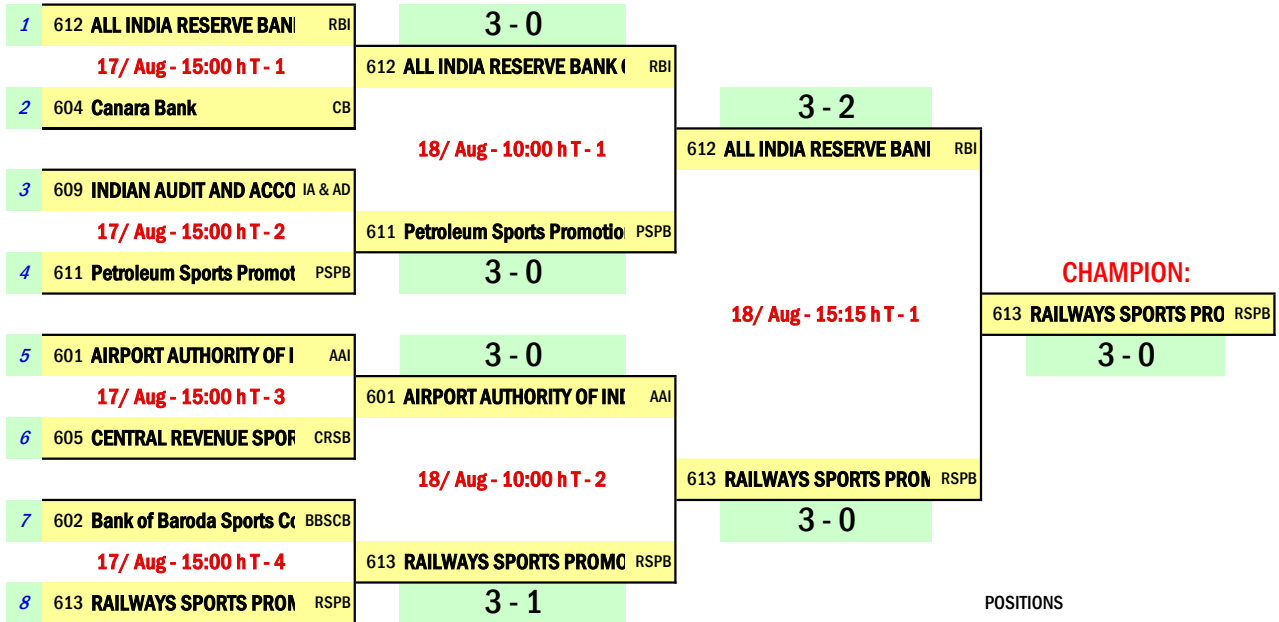 1 612 ALL INDIA RESERVE BANI RBI
17/ Aug - 15:00 h T - 1
2 604 Canara Bank CB
3 609 INDIAN AUDIT AND ACCO IA & AD
17/ Aug - 15:00 h T - 2
4 611 Petroleum Sports Promot PSPB
5 601 AIRPORT AUTHORITY OF I AAI
17/ Aug - 15:00 h T - 3
6 605 CENTRAL REVENUE SPOR CRSB
7 602 Bank of Baroda Sports Co BBSCB
17/ Aug - 15:00 h T - 4
8 613 RAILWAYS SPORTS PROM RSPB
3 - 0
612 ALL INDIA RESERVE BANK ( RBI
18/ Aug - 10:00 h T - 1
611 Petroleum Sports Promotio PSPB
3 - 0
3 - 0
601 AIRPORT AUTHORITY OF IND AAI
18/ Aug - 10:00 h T - 2
613 RAILWAYS SPORTS PROMO RSPB
3 - 1
3 - 2
612 ALL INDIA RESERVE BANI RBI
18/ Aug - 15:15 h T - 1
613 RAILWAYS SPORTS PROM RSPB
3 - 0
CHAMPION:
613 RAILWAYS SPORTS PRO RSPB
3 - 0
POSITIONS